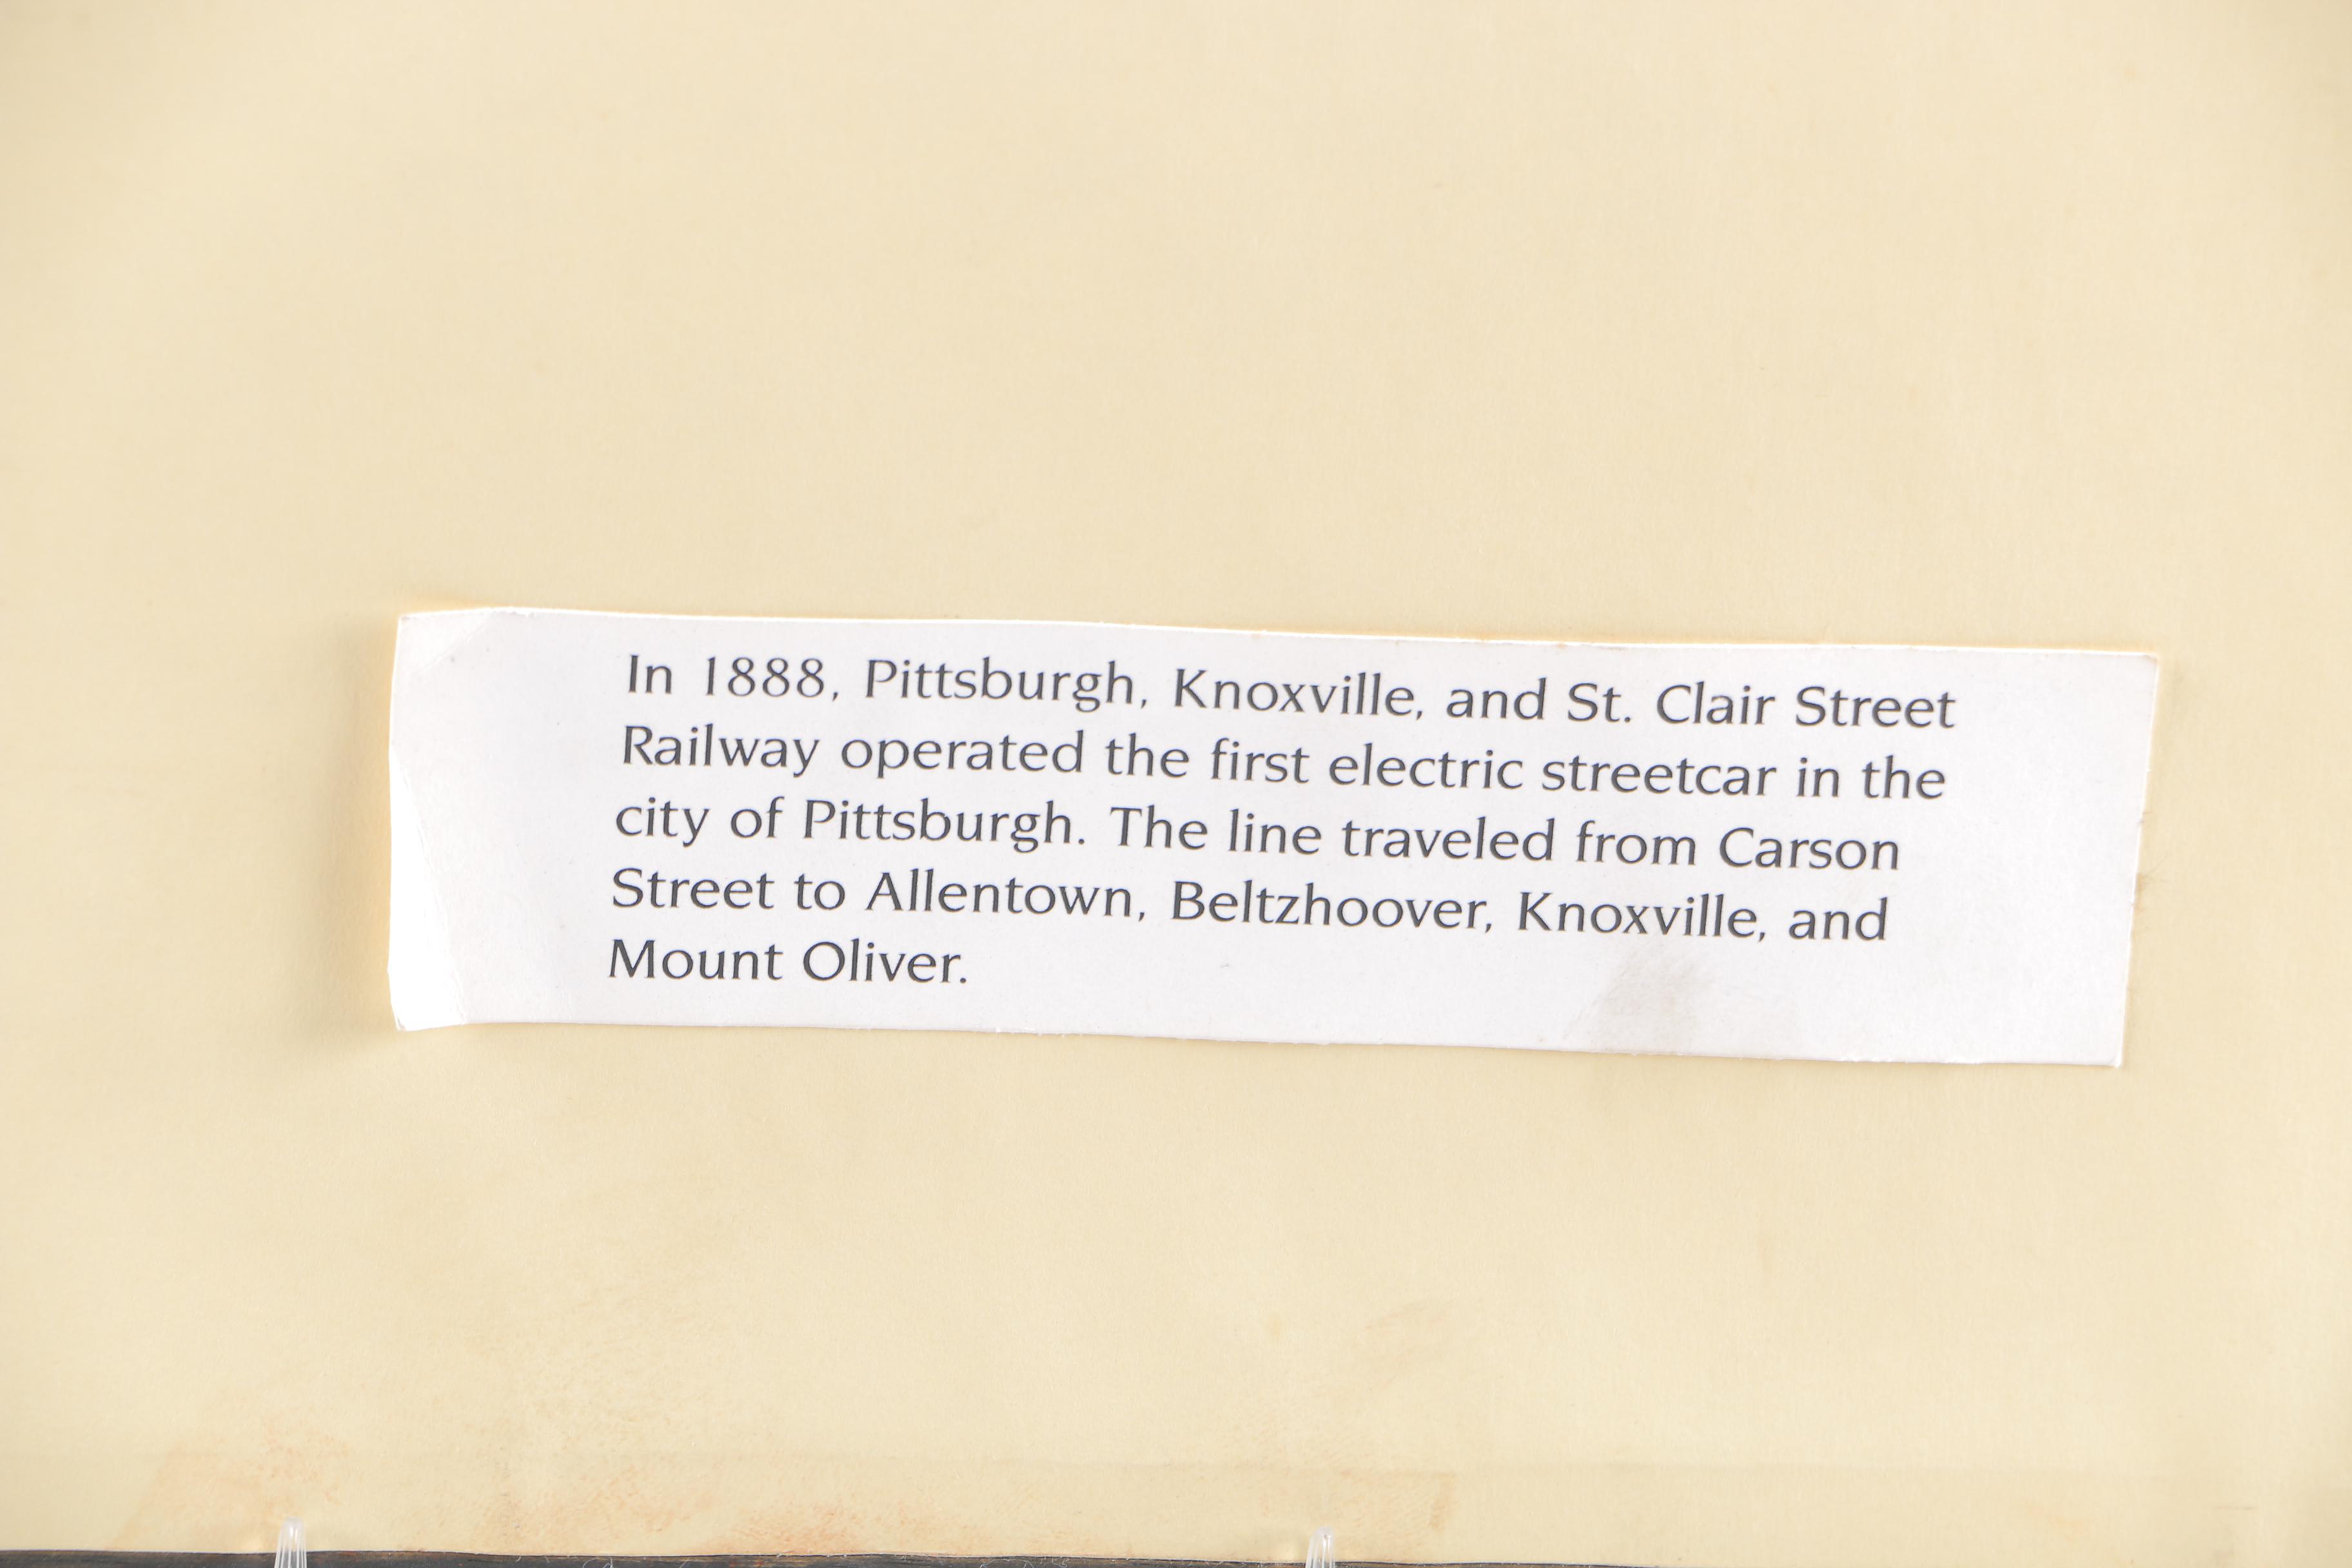 In 1888, Pittsburgh, Knoxville, and St. Clair Street
Railway operated the first electric streetcar in the
city of Pittsburgh. The line traveled from Carson
Street to Allentown, Beltzhoover, Knoxville, and
Mount Oliver.